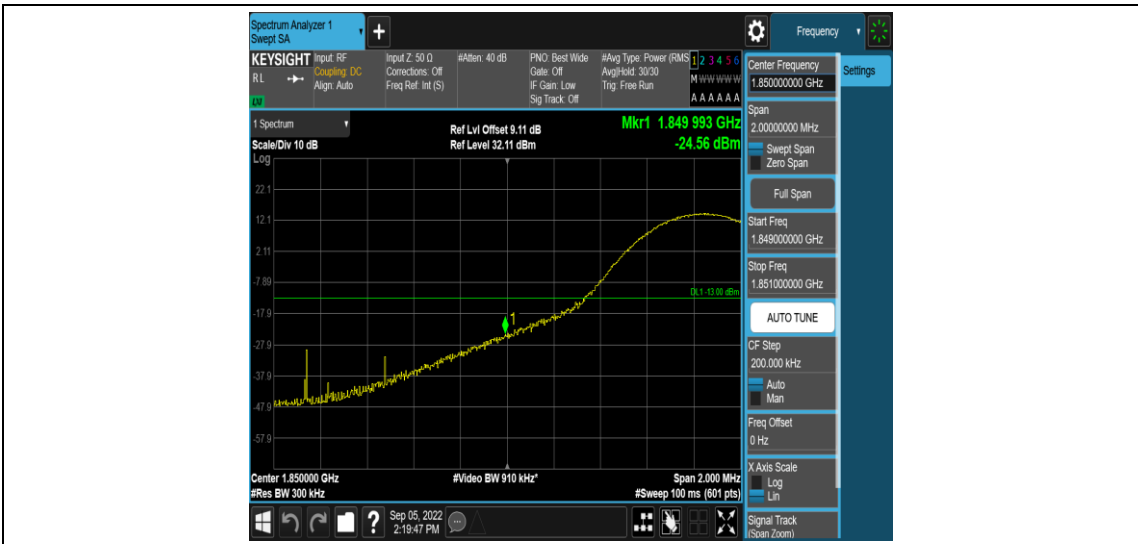 Spectrum Analyzer 1
Swept SA
+
Frequency
KEYSIGHT
RL
LXI
Input: RF
Coupling: DC
Align: Auto
Input Z: 50 Ω
Corrections: Off
Freq Ref: Int (S)
#Atten: 40 dB
PNO: Best Wide
Gate: Off
IF Gain: Low
Sig Track: Off
#Avg Type: Power (RMS
Avg|Hold: 30/30
Trig: Free Run
1 2 3 4 5 6
M W W W W W
A A A A A A
1 Spectrum
Scale/Div 10 dB
Log
Ref Lvl Offset 9.11 dB
Ref Level 32.11 dBm
Mkr1 1.849 993 GHz
-24.56 dBm
22.1
12.1
2.11
-7.89
DL1 -13.00 dBm
-17.9
1
-27.9
-37.9
-47.9
-57.9
Center 1.850000 GHz
#Res BW 300 kHz
#Video BW 910 kHz*
Span 2.000 MHz
#Sweep 100 ms (601 pts)
?
Sep 05, 2022
2:19:47 PM
Center Frequency
1.850000000 GHz
Settings
Span
2.00000000 MHz
Swept Span
Zero Span
Full Span
Start Freq
1.849000000 GHz
Stop Freq
1.851000000 GHz
AUTO TUNE
CF Step
200.000 kHz
Auto
Man
Freq Offset
0 Hz
X Axis Scale
Log
Lin
Signal Track
(Span Zoom)